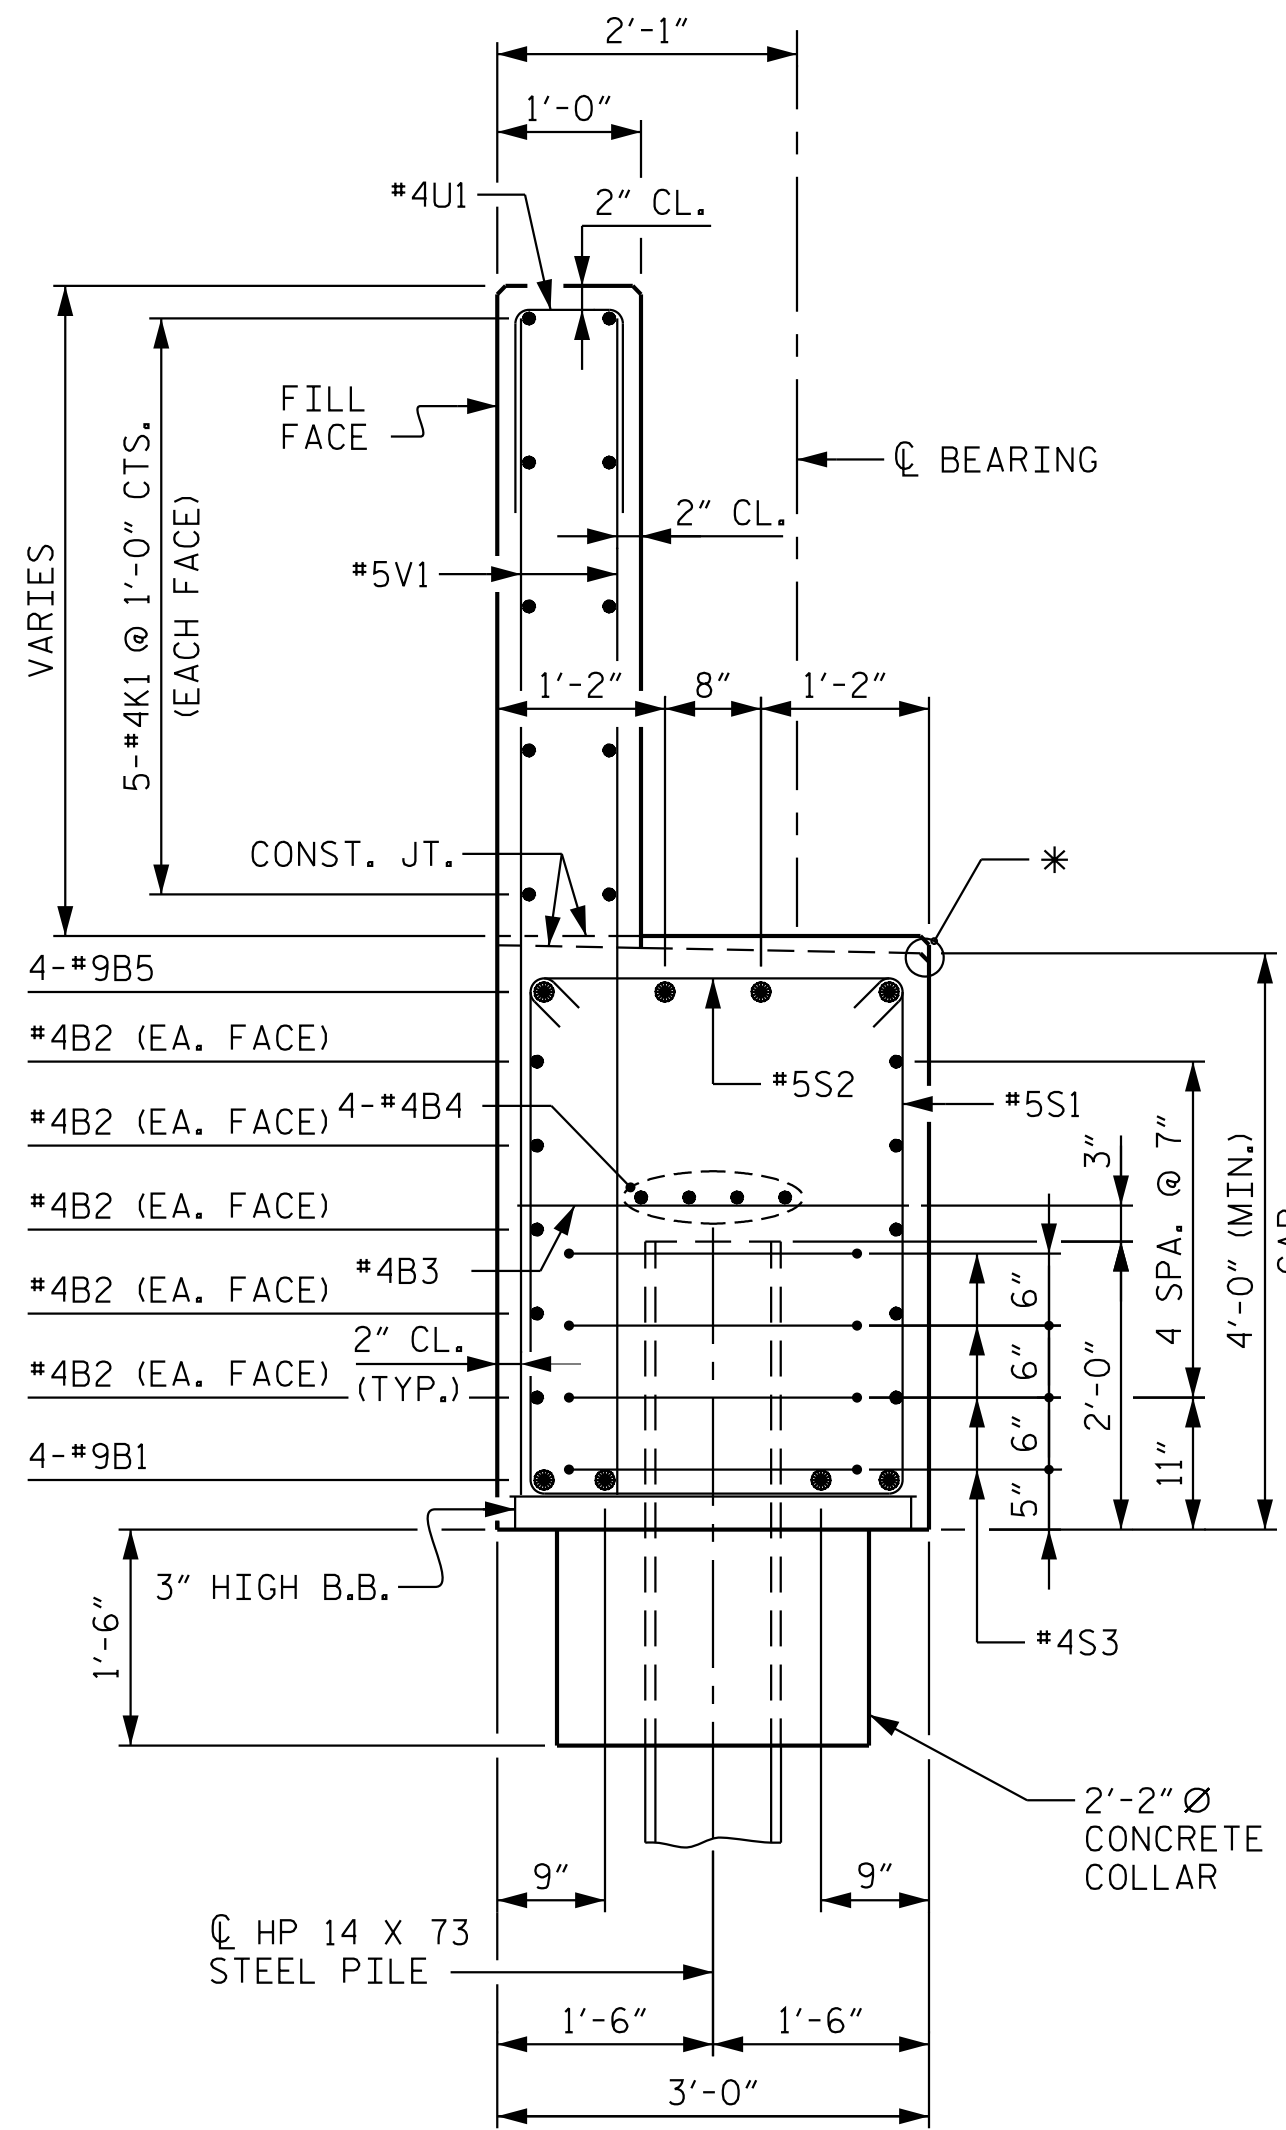 2'-1"
1'-0"
#4U1
2" CL.
FILL
FACE
℄ BEARING
2" CL.
#5V1
VARIES
5-#4K1 @ 1'-0" CTS.
(EACH FACE)
1'-2"
8"
1'-2"
CONST. JT.
*
4-#9B5
#4B2 (EA. FACE)
#4B2 (EA. FACE)
#4B2 (EA. FACE)
#4B2 (EA. FACE)
#4B2 (EA. FACE)
4-#9B1
4-#4B4
#5S2
#5S1
#4B3
2" CL.
(TYP.)
3"
6"
6"
6"
5"
2'-0"
4 SPA. @ 7"
11"
4'-0" (MIN.)
3" HIGH B.B.
1'-6"
#4S3
2'-2" Ø
CONCRETE
COLLAR
9"
9"
℄ HP 14 X 73
STEEL PILE
1'-6"
1'-6"
3'-0"